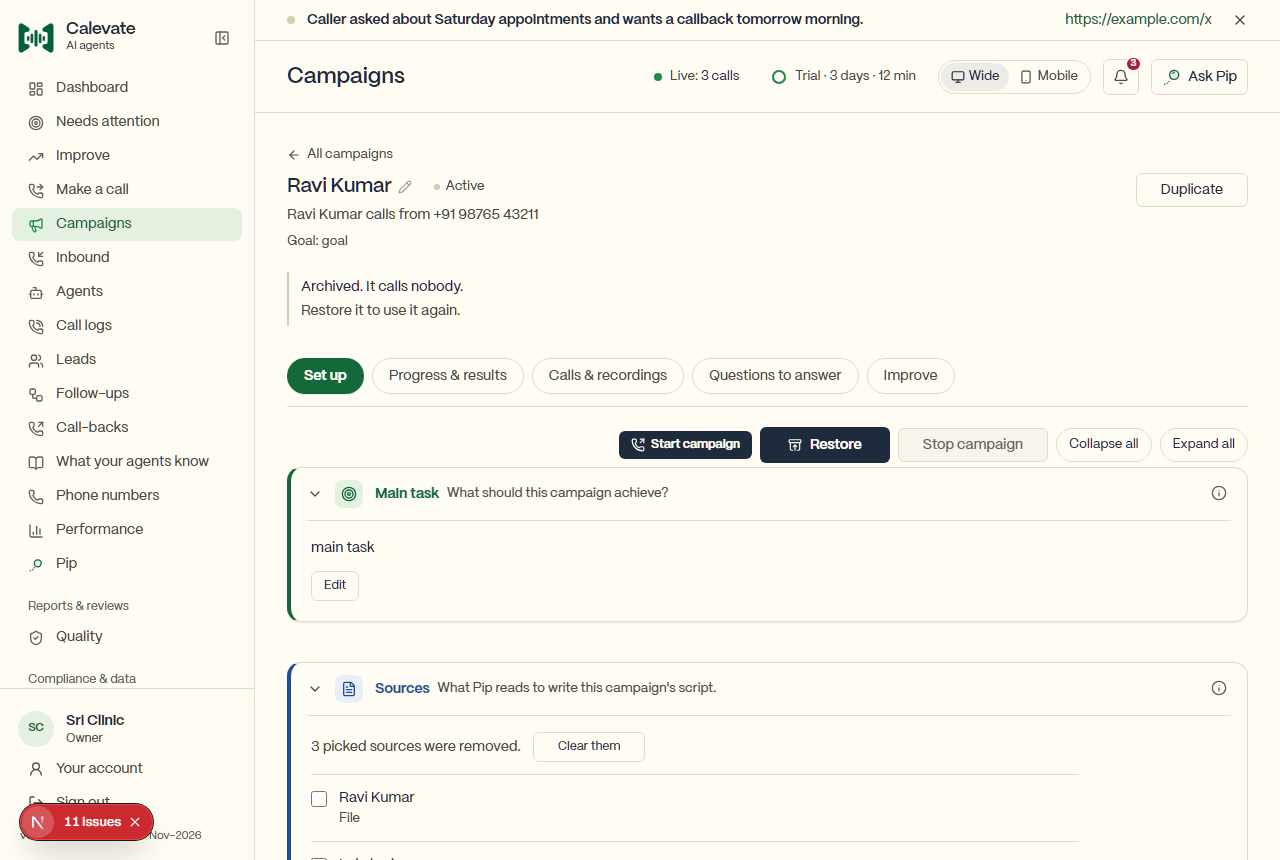 Calevate
AI agents
Dashboard
Needs attention
Improve
Make a call
Campaigns
Inbound
Agents
Call logs
Leads
Follow-ups
Call-backs
What your agents know
Phone numbers
Performance
Pip
Reports & reviews
Quality
Compliance & data
SC
Sri Clinic
Owner
Your account
Sign out
N
11 Issues
Nov-2026
Caller asked about Saturday appointments and wants a callback tomorrow morning.
https://example.com/x
Campaigns
Live: 3 calls
Trial · 3 days · 12 min
Wide
Mobile
3
Ask Pip
All campaigns
Ravi Kumar
Active
Duplicate
Ravi Kumar calls from +91 98765 43211
Goal: goal
Archived. It calls nobody.
Restore it to use it again.
Set up
Progress & results
Calls & recordings
Questions to answer
Improve
Start campaign
Restore
Stop campaign
Collapse all
Expand all
Main task What should this campaign achieve?
main task
Edit
Sources What Pip reads to write this campaign's script.
3 picked sources were removed.
Clear them
Ravi Kumar
File